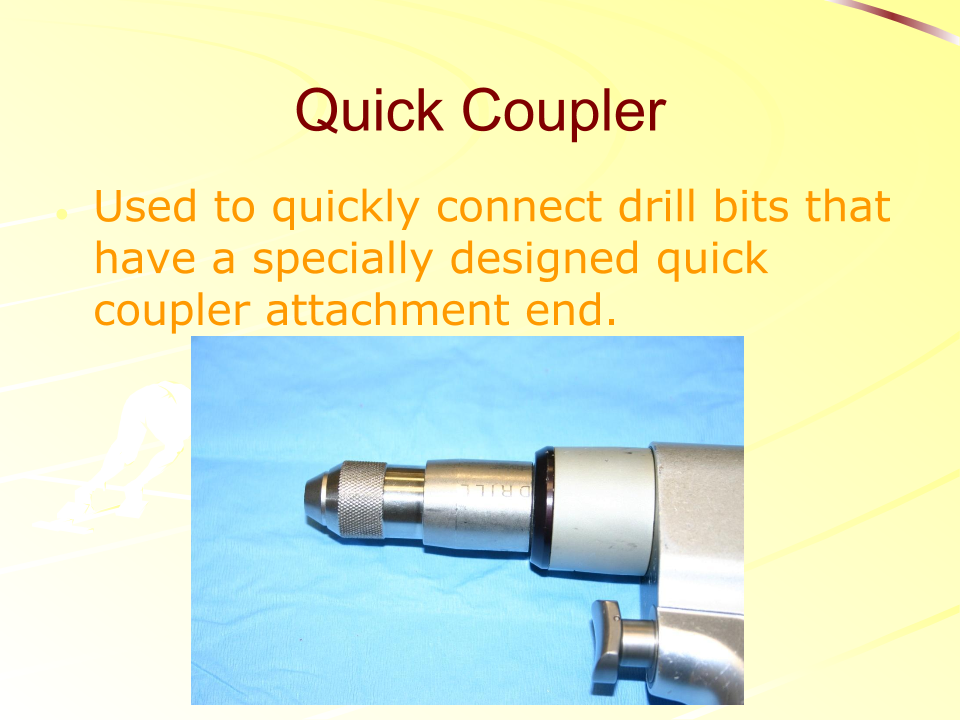 Quick Coupler
Used to quickly connect drill bits that
have a specially designed quick
coupler attachment end.
DRILL